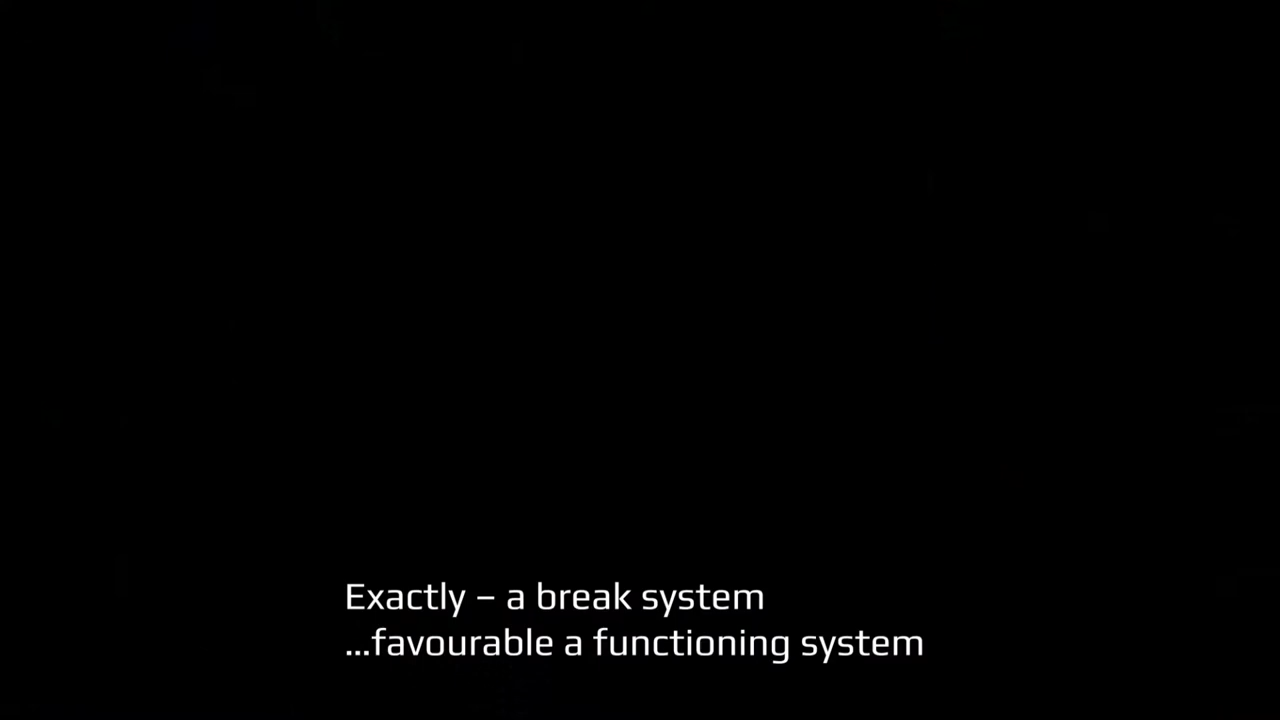 Exactly – a break system
...favourable a functioning system